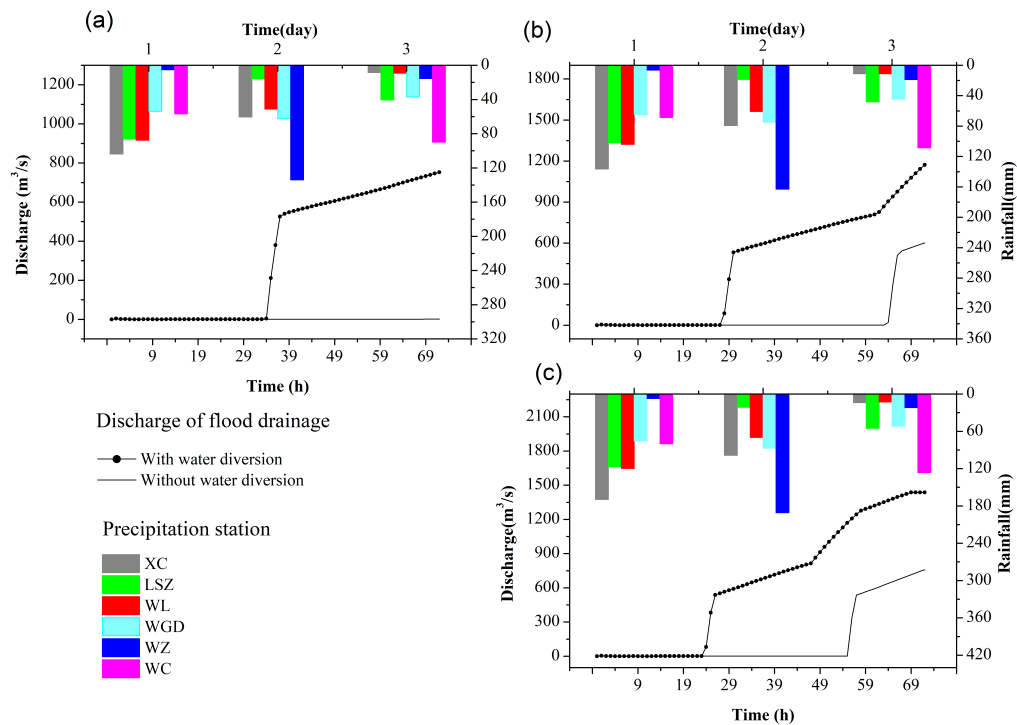 (a)
Time(day)
1 2 3
1300
1200
1000
800
600
400
200
0
Discharge (m³/s)
0
40
80
120
160
200
240
280
320
9 19 29 39 49 59 69
Time (h)
(b)
Time(day)
1 2 3
1800
1500
1200
900
600
300
0
0
40
80
120
160
200
240
280
320
360
Rainfall(mm)
9 19 29 39 49 59 69
(c)
2100
1800
1500
1200
900
600
300
0
Discharge(m³/s)
0
60
120
180
240
300
360
420
Rainfall(mm)
9 19 29 39 49 59 69
Time (h)
Discharge of flood drainage
With water diversion
Without water diversion
Precipitation station
XC
LSZ
WL
WGD
WZ
WC